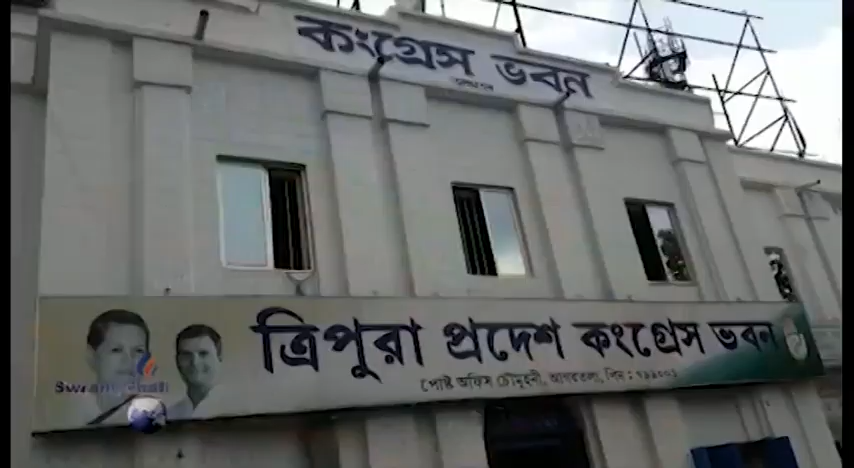 কংগ্রেস ভবন
ত্রিপুরা প্রদেশ কংগ্রেস ভবন
পোষ্ট অফিস চৌমুহনী, আগরতলা, পিন : ৭৯৯০০১